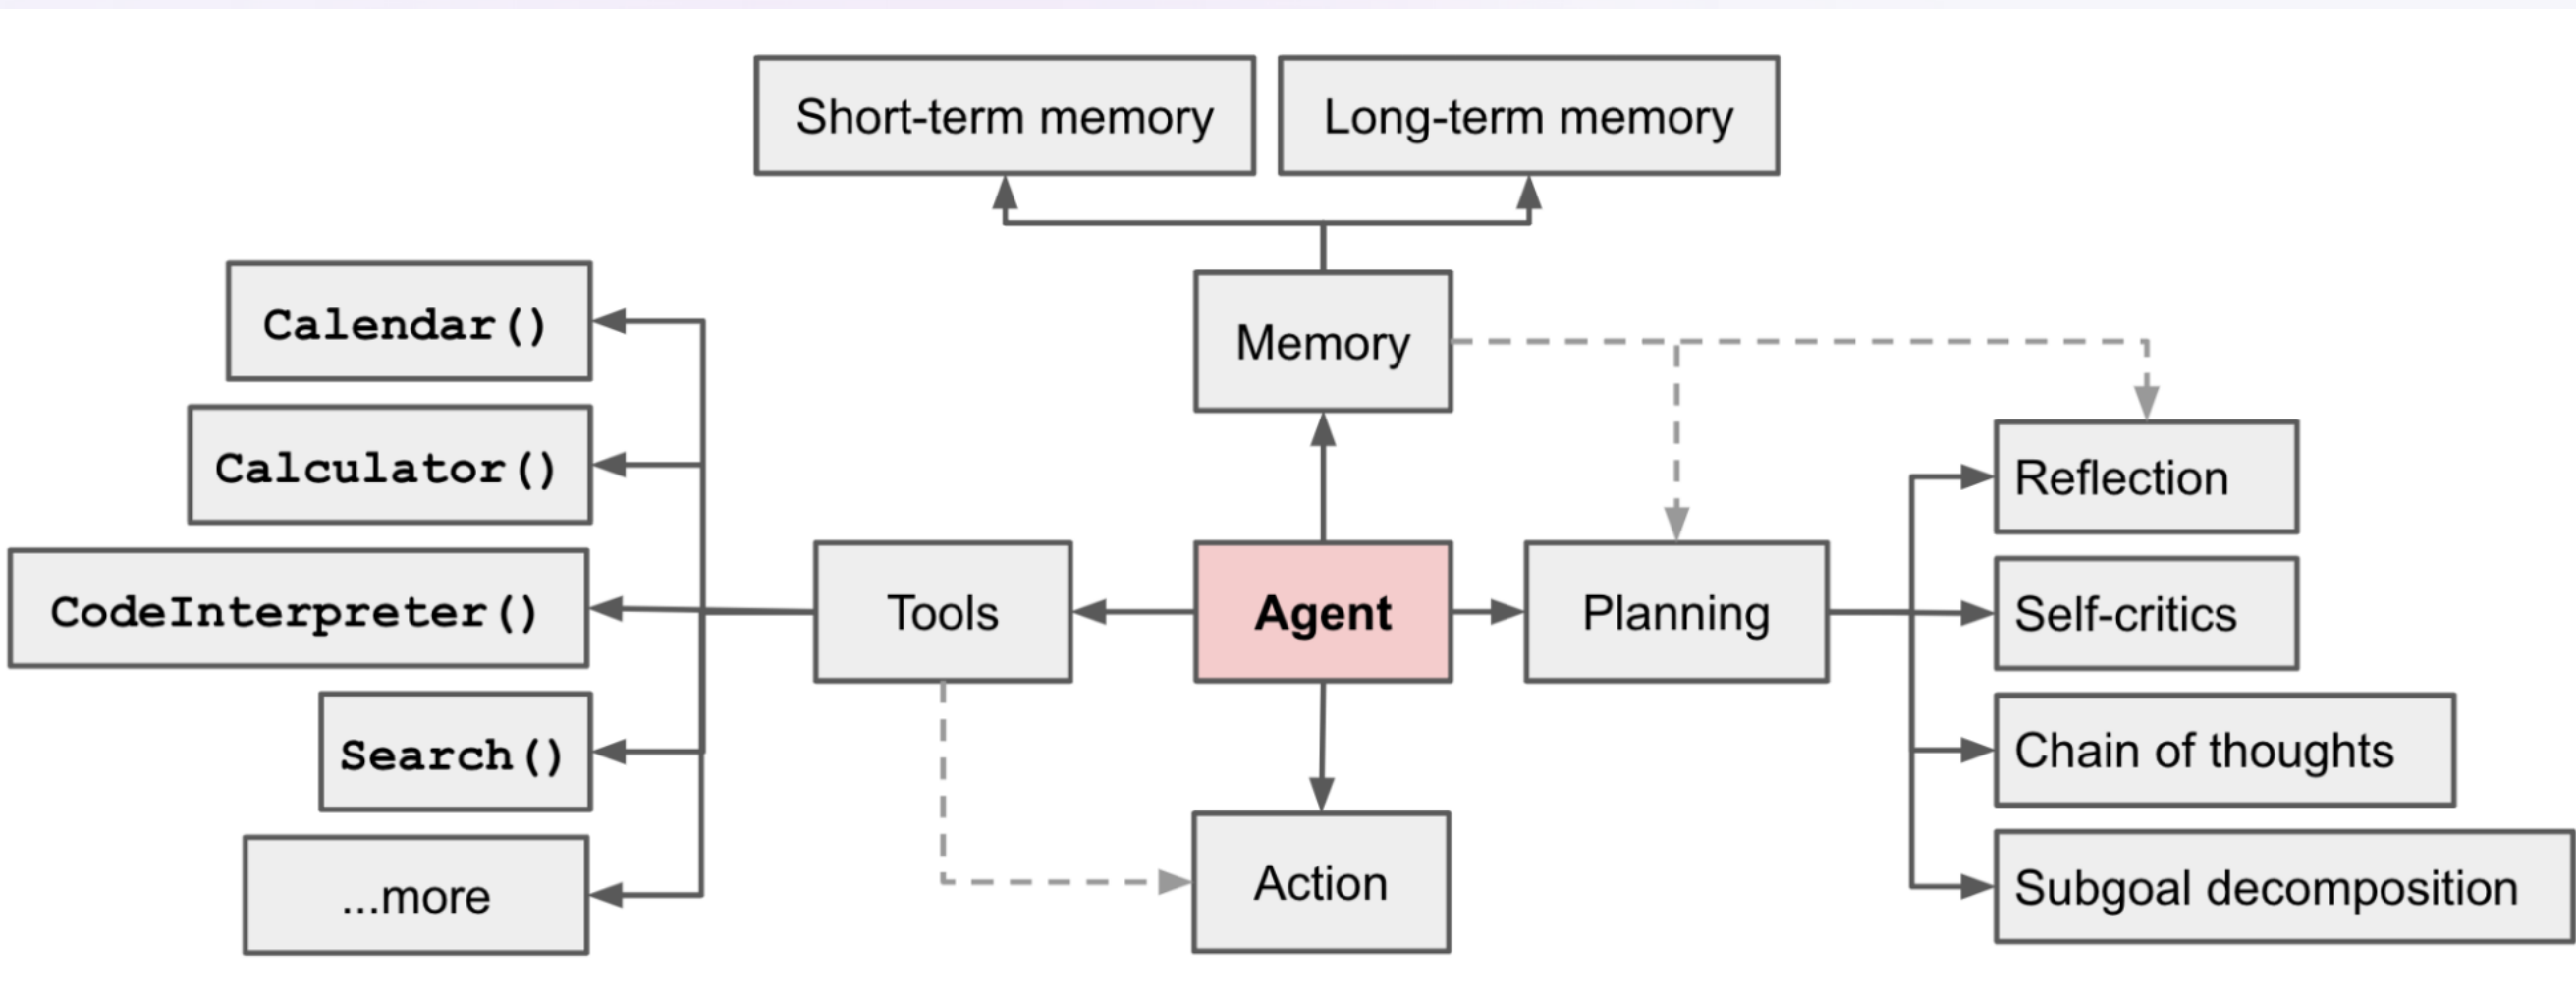 Short-term memory
Long-term memory
Calendar()
Memory
Calculator()
Reflection
CodeInterpreter()
Tools
Agent
Planning
Self-critics
Search()
Chain of thoughts
...more
Action
Subgoal decomposition